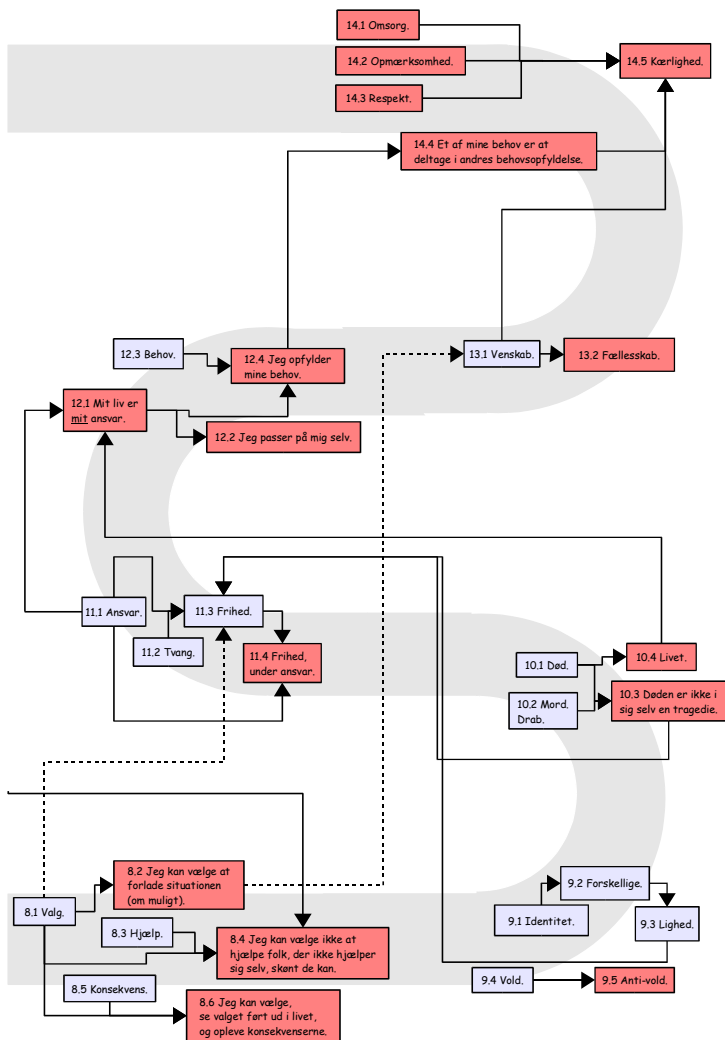 14.1 Omsorg.
14.2 Opmærksomhed.
14.5 Kærlighed.
14.3 Respekt.
14.4 Et af mine behov er at
deltage i andres behovsopfyldelse.
12.3 Behov.
12.4 Jeg opfylder
mine behov.
13.1 Venskab.
13.2 Fællesskab.
12.1 Mit liv er
mit ansvar.
12.2 Jeg passer på mig selv.
11.1 Ansvar.
11.3 Frihed.
11.2 Tvang.
11.4 Frihed,
under ansvar.
10.1 Død.
10.4 Livet.
10.2 Mord.
Drab.
10.3 Døden er ikke i
sig selv en tragedie.
8.2 Jeg kan vælge at
forlade situationen
(om muligt).
8.1 Valg.
8.3 Hjælp.
8.4 Jeg kan vælge ikke at
hjælpe folk, der ikke hjælper
sig selv, skønt de kan.
8.5 Konsekvens.
8.6 Jeg kan vælge,
se valget ført ud i livet,
og opleve konsekvenserne.
9.2 Forskellige.
9.1 Identitet.
9.3 Lighed.
9.4 Vold.
9.5 Anti-vold.